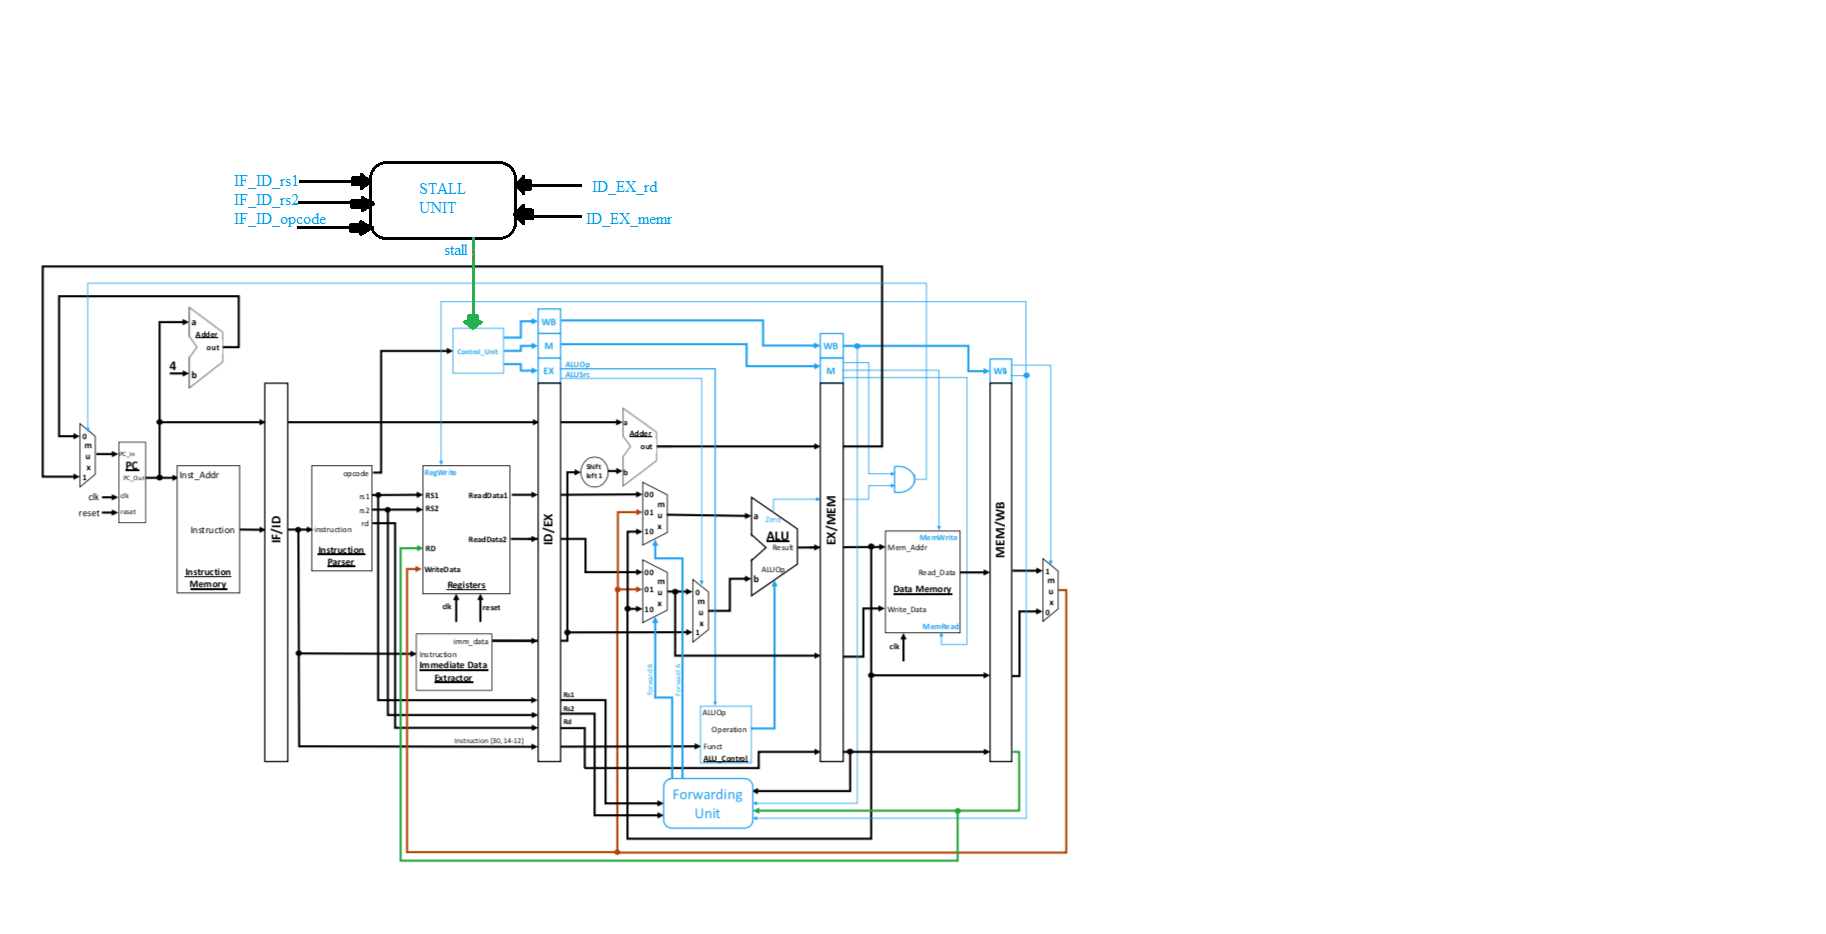 IF_ID_rs1
IF_ID_rs2
IF_ID_opcode
STALL
UNIT
ID_EX_rd
ID_EX_memr
stall
a
Adder
out
4
b
Control_Unit
WB
M
EX
ALUOp
ALUSrc
WB
M
WB
0
m
u
x
1
PC_In
PC
PC_Out
clk
clk
reset
reset
Inst_Addr
Instruction
Instruction
Memory
IF/ID
opcode
rs1
rs2
rd
instruction
Instruction
Parser
RegWrite
RS1
RS2
RD
WriteData
ReadData1
ReadData2
Registers
clk
reset
imm_data
Instruction
Immediate Data
Extractor
Instruction [30, 14-12]
ID/EX
a
Adder
out
b
Shift
left 1
00
01
10
m
u
x
00
01
10
m
u
x
0
m
u
x
1
a
Zero
ALU
Result
ALUOp
b
Forward B
Forward A
Rs1
Rs2
Rd
ALUOp
Operation
Funct
ALU_Control
Forwarding
Unit
EX/MEM
MemWrite
Mem_Addr
Read_Data
Data Memory
Write_Data
MemRead
clk
MEM/WB
1
m
u
x
0